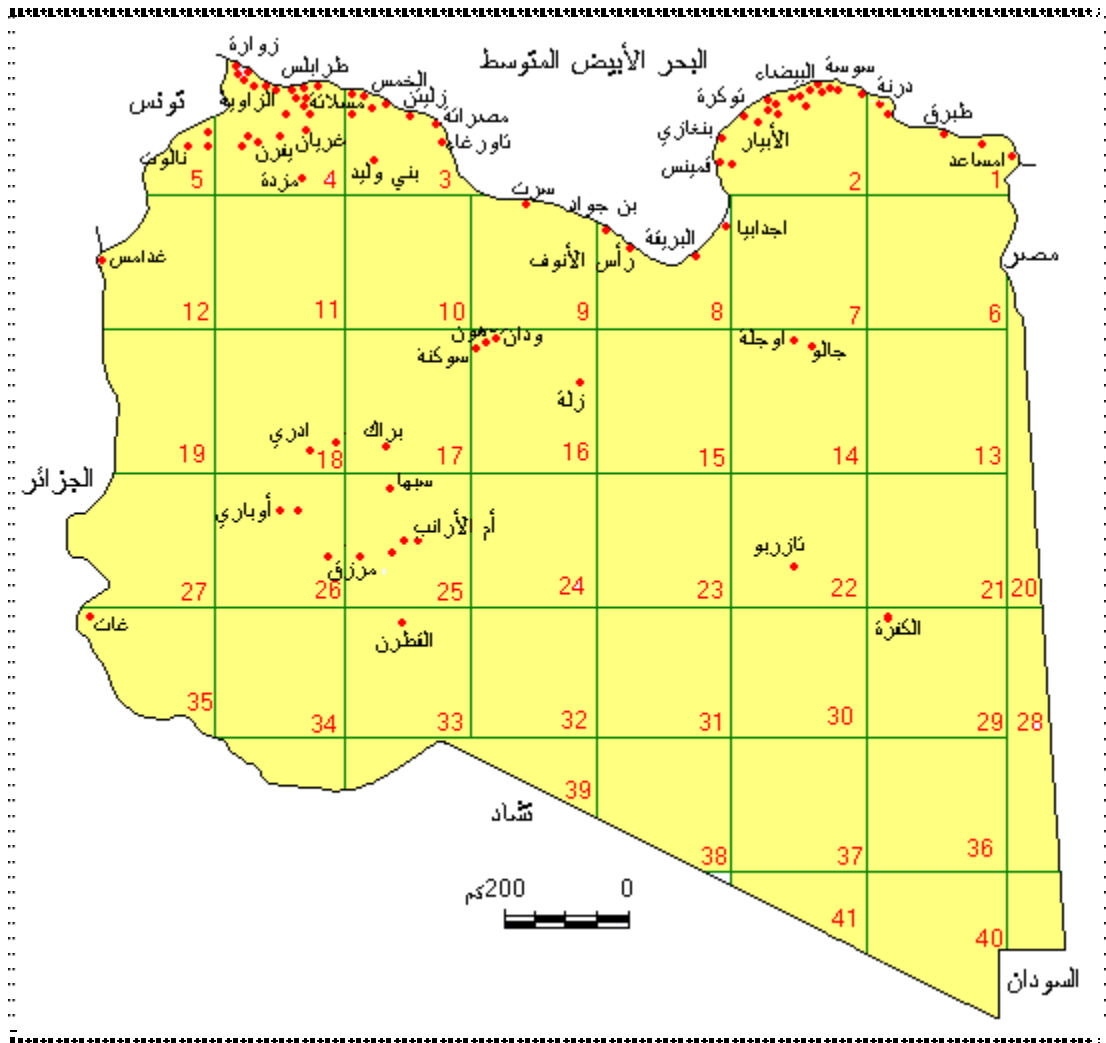 زوارة
طرابلس
البحر الأبيض المتوسط
سوسة
البيضاء
الخمس
درنة
تونس
الزاوية
مسلاتة
زليتن
توكرة
مصراتة
طبرق
بنغازي
الأبيار
نالوت
يفرن
غريان
تاورغاء
قمينس
امساعد
مزدة
بني وليد
5
4
3
2
1
سرت
بن جواد
اجدابيا
البريقة
غدامس
رأس الأنوف
مصر
12
11
10
9
8
7
6
هون
ودان
سوكنة
اوجلة
جالو
زلة
ادري
براك
19
18
17
16
15
14
13
الجزائر
سبها
أوباري
أم الأرانب
تازربو
مرزق
27
26
25
24
23
22
21
20
غات
القطرن
الكفرة
35
34
33
32
31
30
29
28
39
تشاد
38
37
36
200كم
0
41
40
السودان